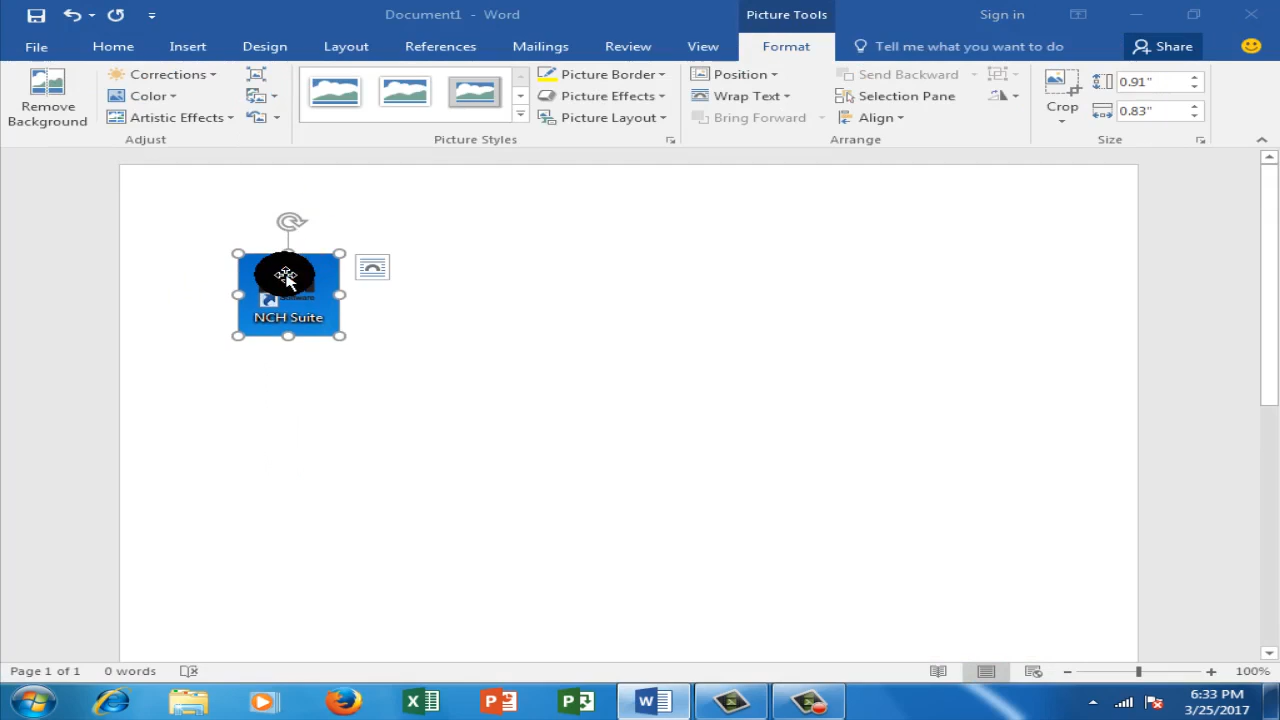 Document1 - Word
Picture Tools
Sign in
File
Home
Insert
Design
Layout
References
Mailings
Review
View
Format
Tell me what you want to do
Share
Remove
Background
Corrections
Color
Artistic Effects
Adjust
Picture Styles
Picture Border
Picture Effects
Picture Layout
Position
Wrap Text
Bring Forward
Send Backward
Selection Pane
Align
Arrange
Crop
0.91"
0.83"
Size
NCH Suite
Page 1 of 1
0 words
100%
6:33 PM
3/25/2017